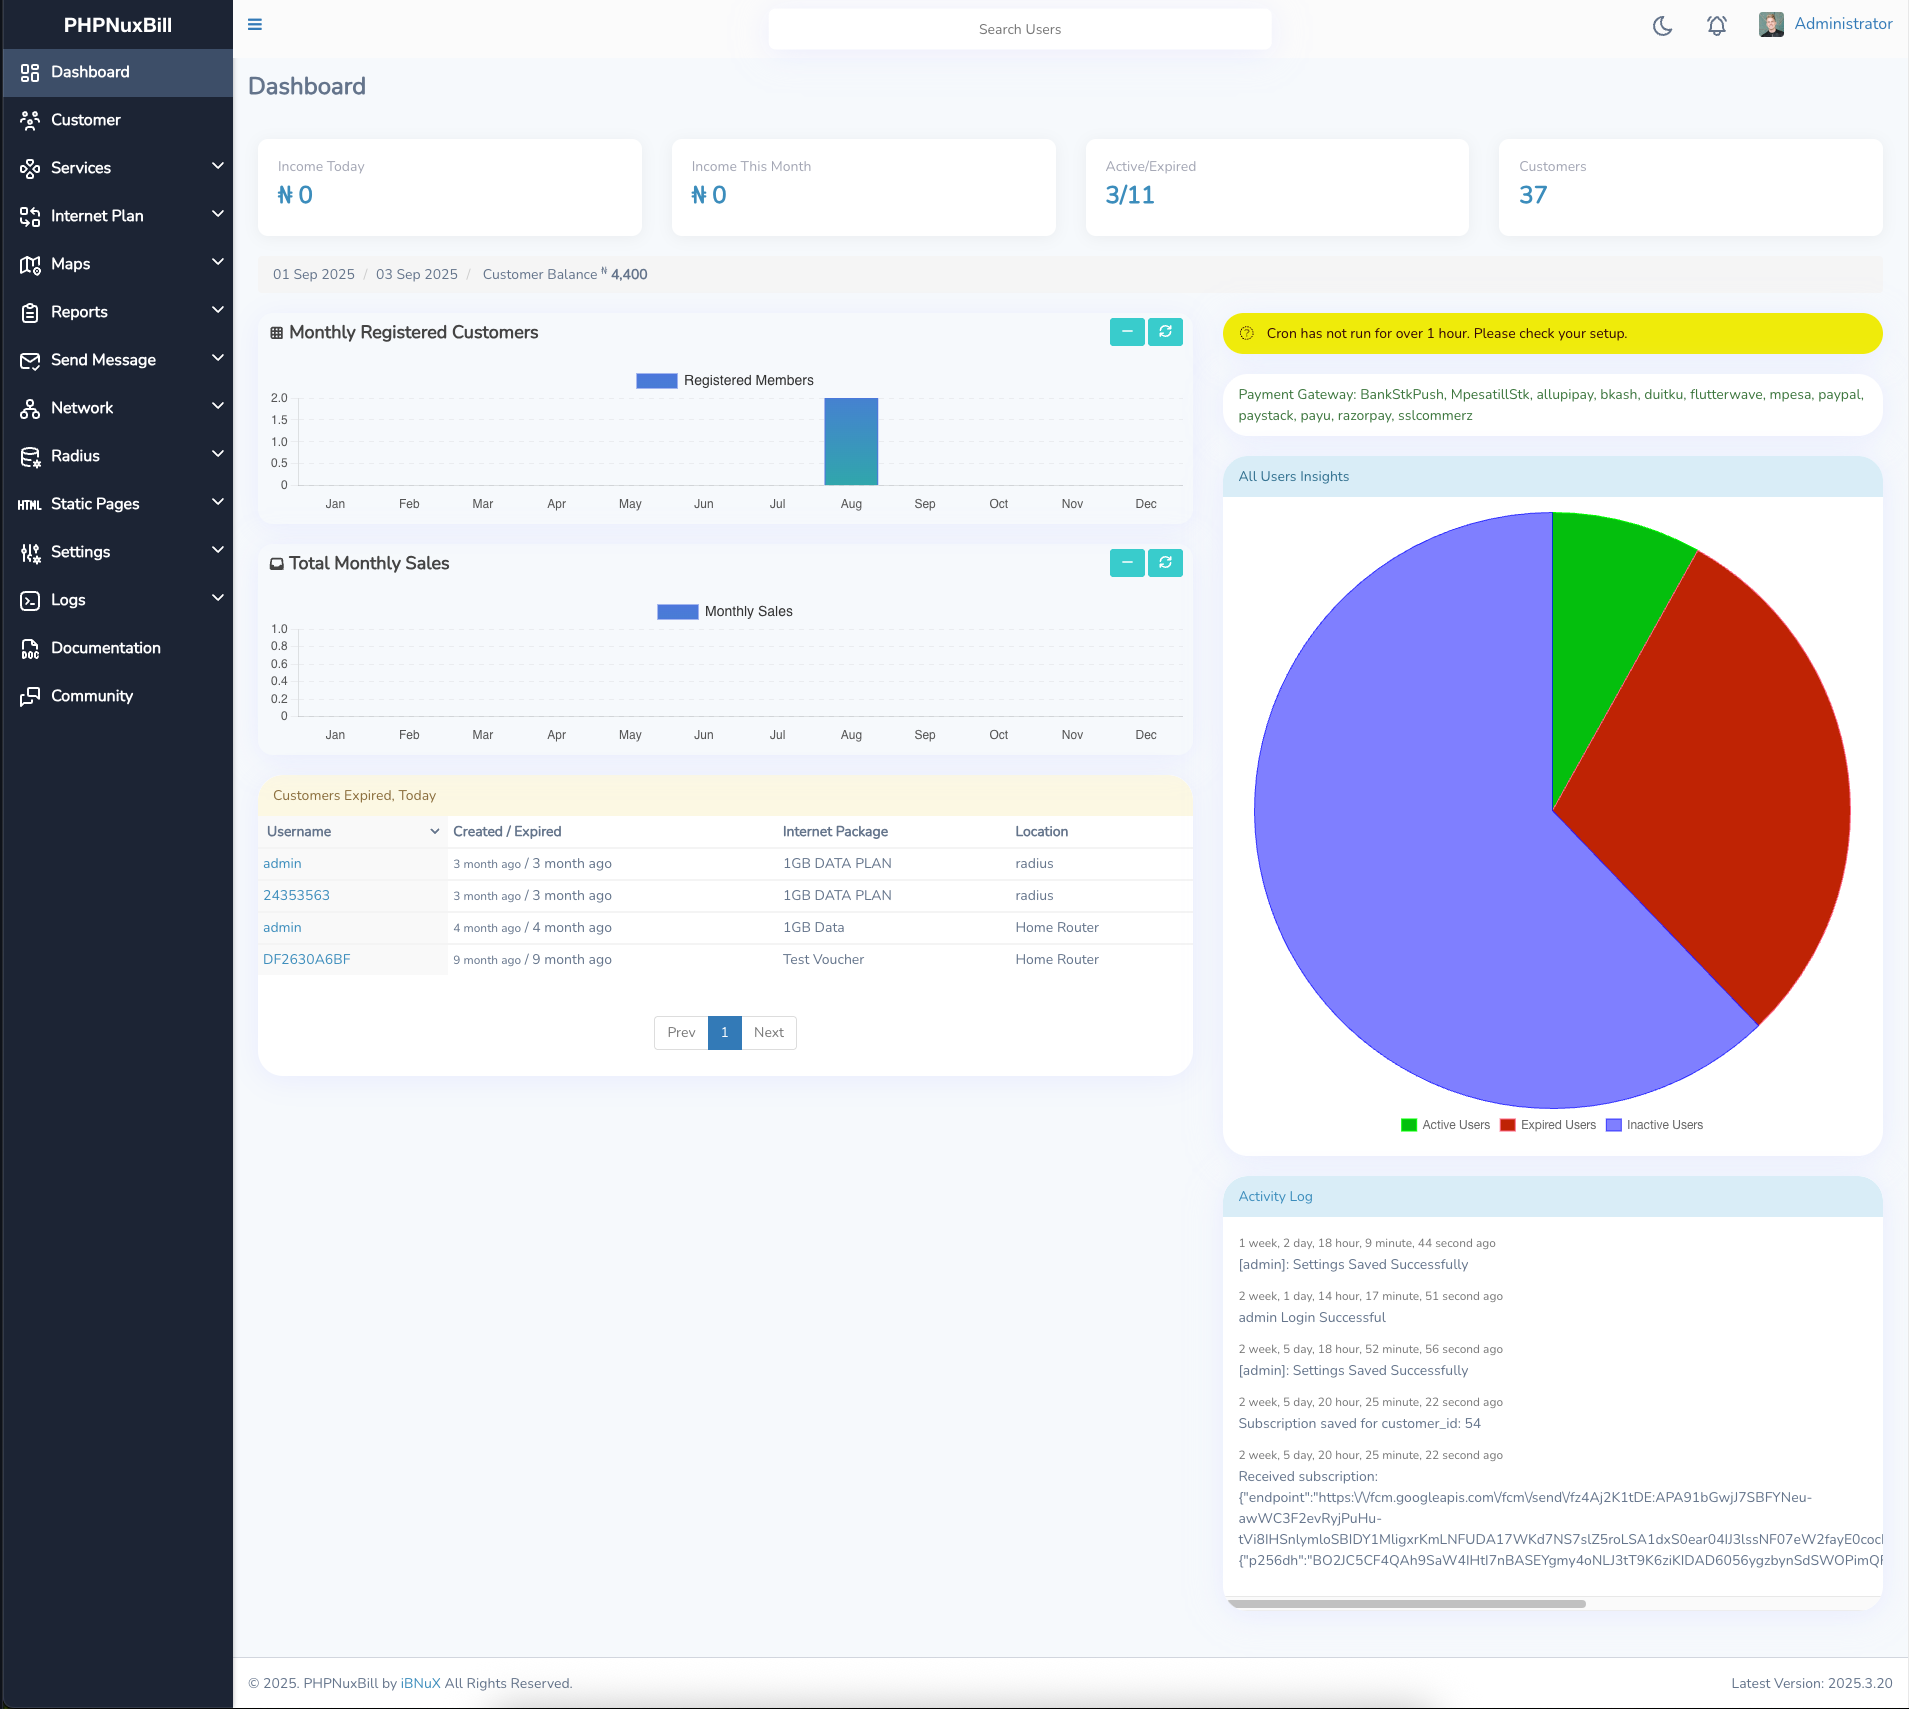 PHPNuxBill
Search Users
Administrator
Dashboard
Customer
Services
Internet Plan
Maps
Reports
Send Message
Network
Radius
HTML Static Pages
Settings
Logs
DOC Documentation
Community
Dashboard
Income Today
₦ 0
Income This Month
₦ 0
Active/Expired
3/11
Customers
37
01 Sep 2025 / 03 Sep 2025 / Customer Balance ₦ 4,400
Monthly Registered Customers
Registered Members
2.0
1.5
1.0
0.5
0
Jan Feb Mar Apr May Jun Jul Aug Sep Oct Nov Dec
Total Monthly Sales
Monthly Sales
1.0
0.8
0.6
0.4
0.2
0
Jan Feb Mar Apr May Jun Jul Aug Sep Oct Nov Dec
Customers Expired, Today
Username Created / Expired Internet Package Location
admin 3 month ago / 3 month ago 1GB DATA PLAN radius
24353563 3 month ago / 3 month ago 1GB DATA PLAN radius
admin 4 month ago / 4 month ago 1GB Data Home Router
DF2630A6BF 9 month ago / 9 month ago Test Voucher Home Router
Prev 1 Next
Cron has not run for over 1 hour. Please check your setup.
Payment Gateway: BankStkPush, MpesatillStk, allupipay, bkash, duitku, flutterwave, mpesa, paypal,
paystack, payu, razorpay, sslcommerz
All Users Insights
Active Users Expired Users Inactive Users
Activity Log
1 week, 2 day, 18 hour, 9 minute, 44 second ago
[admin]: Settings Saved Successfully
2 week, 1 day, 14 hour, 17 minute, 51 second ago
admin Login Successful
2 week, 5 day, 18 hour, 52 minute, 56 second ago
[admin]: Settings Saved Successfully
2 week, 5 day, 20 hour, 25 minute, 22 second ago
Subscription saved for customer_id: 54
2 week, 5 day, 20 hour, 25 minute, 22 second ago
Received subscription:
{"endpoint":"https:\/\/fcm.googleapis.com\/fcm\/send\/fz4Aj2K1tDE:APA91bGwjJ7SBFYNeu-
awWC3F2evRyjPuHu-
© 2025. PHPNuxBill by iBNuX All Rights Reserved.
Latest Version: 2025.3.20